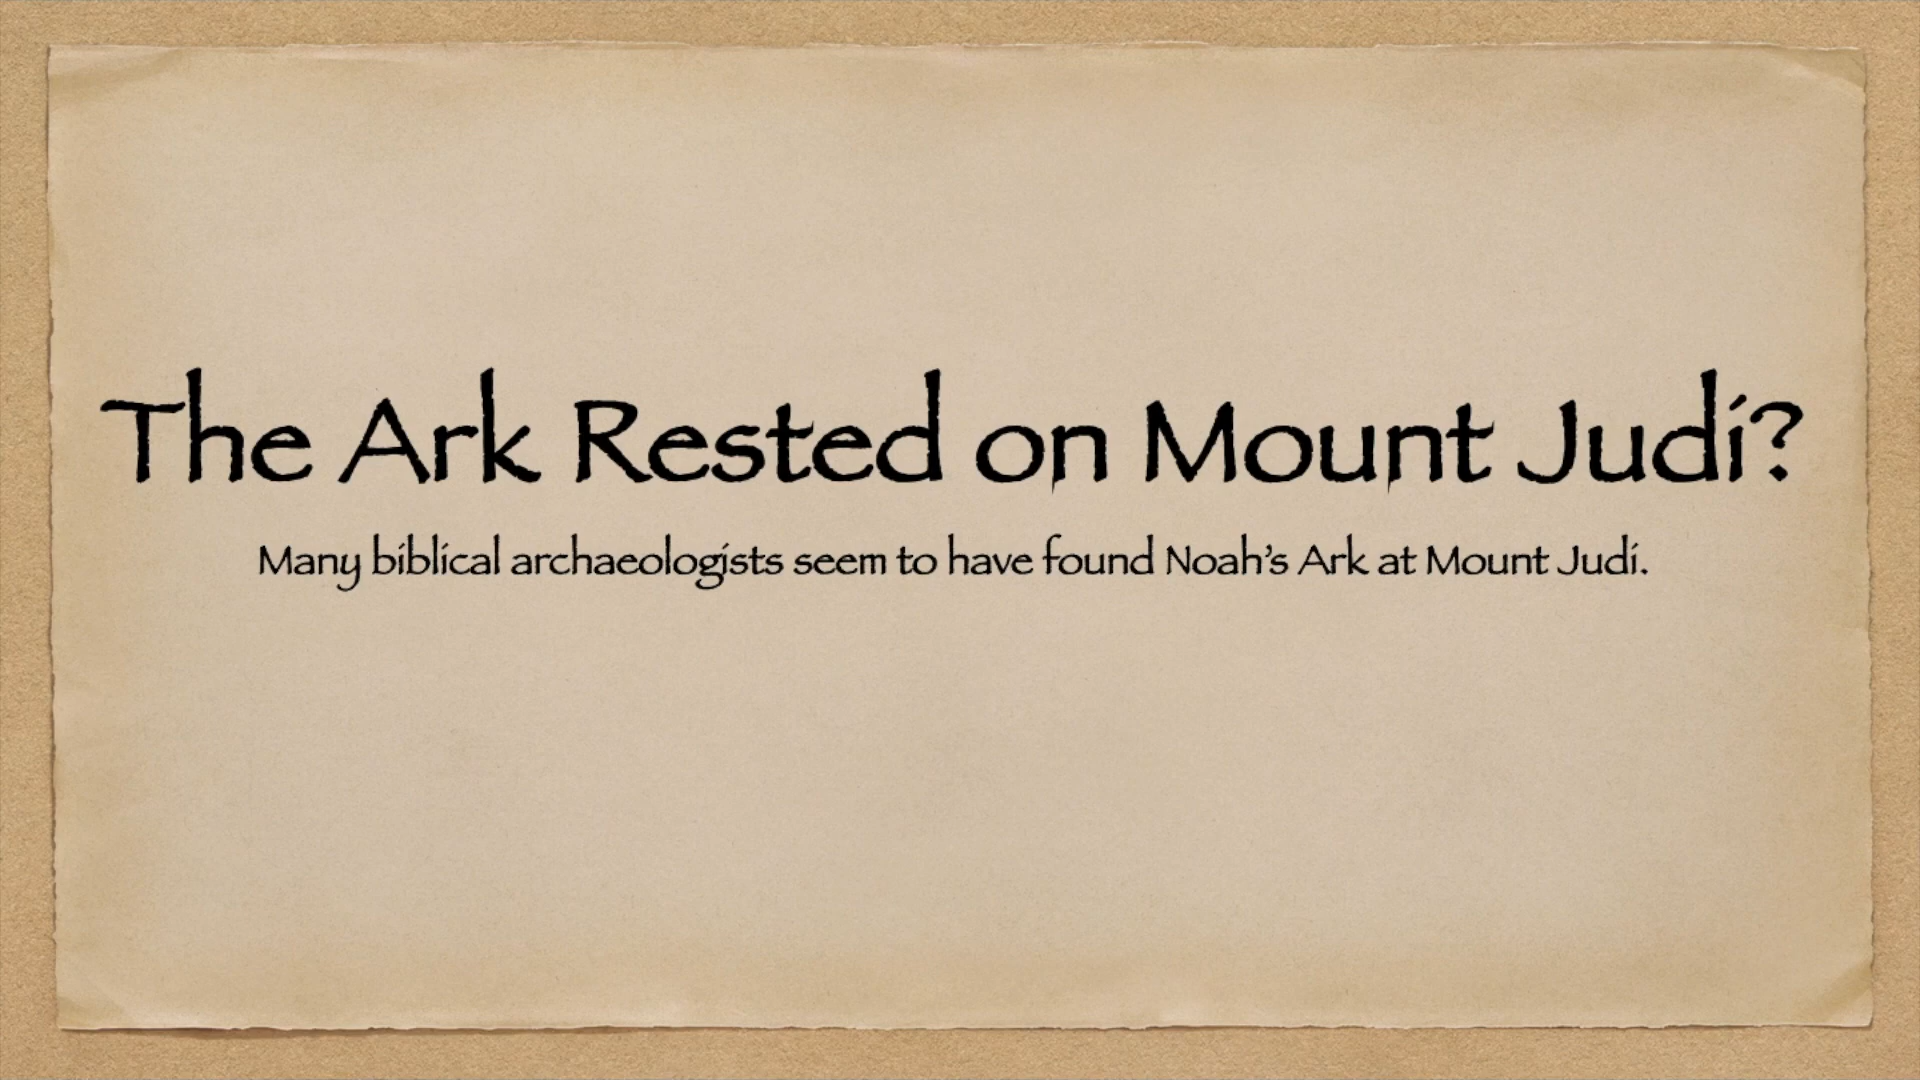 The Ark Rested on Mount Judi?
Many biblical archaeologists seem to have found Noah’s Ark at Mount Judi.